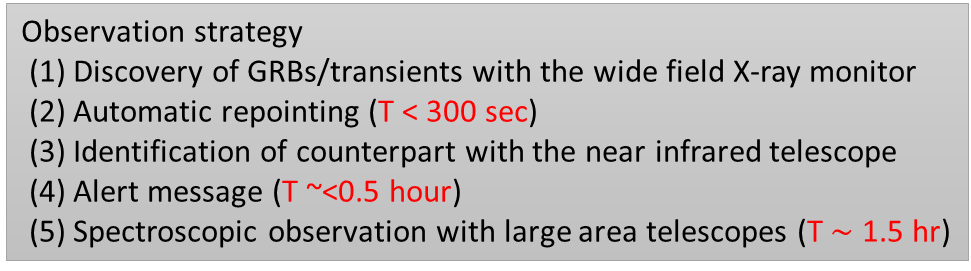 Observation strategy
(1) Discovery of GRBs/transients with the wide field X-ray monitor
(2) Automatic repointing (T < 300 sec)
(3) Identification of counterpart with the near infrared telescope
(4) Alert message (T ~<0.5 hour)
(5) Spectroscopic observation with large area telescopes (T ~ 1.5 hr)